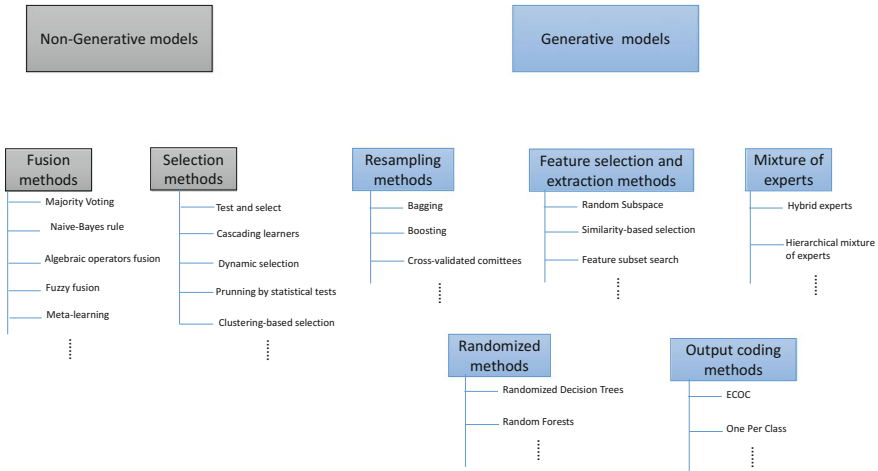 Non-Generative models
Generative models
Fusion
methods
Majority Voting
Naive-Bayes rule
Algebraic operators fusion
Fuzzy fusion
Meta-learning
Selection
methods
Test and select
Cascading learners
Dynamic selection
Prunning by statistical tests
Clustering-based selection
Resampling
methods
Bagging
Boosting
Cross-validated comittees
Feature selection and
extraction methods
Random Subspace
Similarity-based selection
Feature subset search
Mixture of
experts
Hybrid experts
Hierarchical mixture
of experts
Randomized
methods
Randomized Decision Trees
Random Forests
Output coding
methods
ECOC
One Per Class